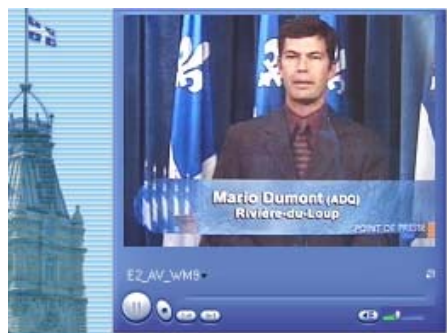 Mario Dumont (ADQ)
Rivière-du-Loup
POINT DE PRESSE
E2_AV_WM9